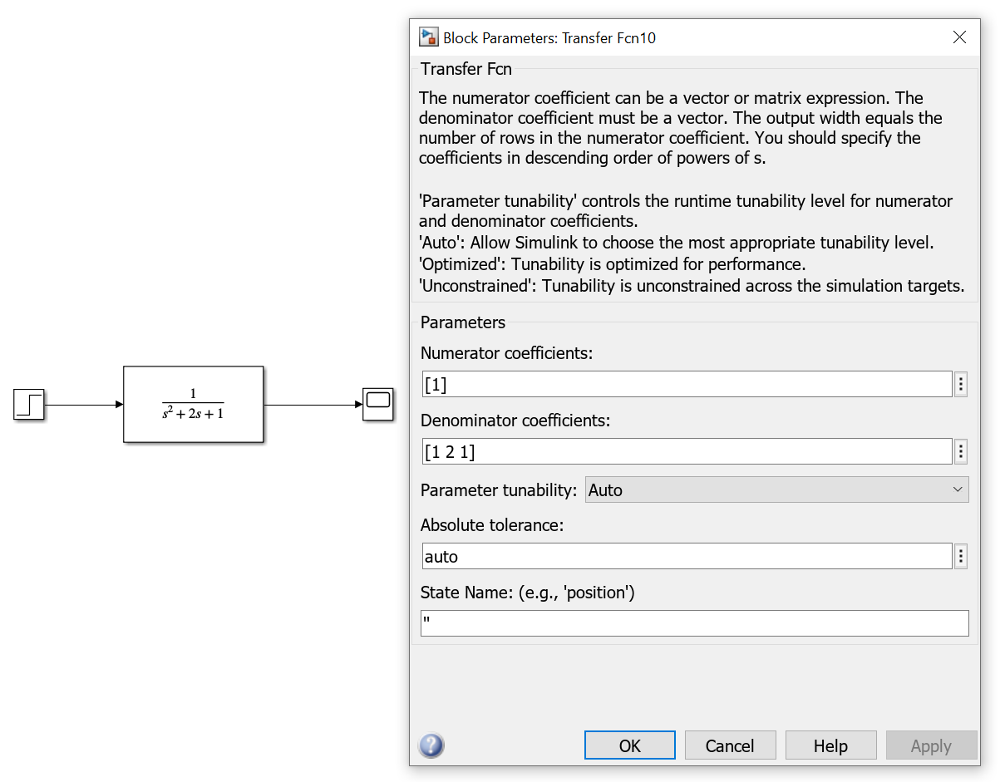 Block Parameters: Transfer Fcn10
Transfer Fcn
The numerator coefficient can be a vector or matrix expression. The
denominator coefficient must be a vector. The output width equals the
number of rows in the numerator coefficient. You should specify the
coefficients in descending order of powers of s.
'Parameter tunability' controls the runtime tunability level for numerator
and denominator coefficients.
'Auto': Allow Simulink to choose the most appropriate tunability level.
'Optimized': Tunability is optimized for performance.
'Unconstrained': Tunability is unconstrained across the simulation targets.
Parameters
Numerator coefficients:
[1]
Denominator coefficients:
[1 2 1]
Parameter tunability: Auto
Absolute tolerance:
auto
State Name: (e.g., 'position')
''
OK Cancel Help Apply
1
s² + 2s + 1